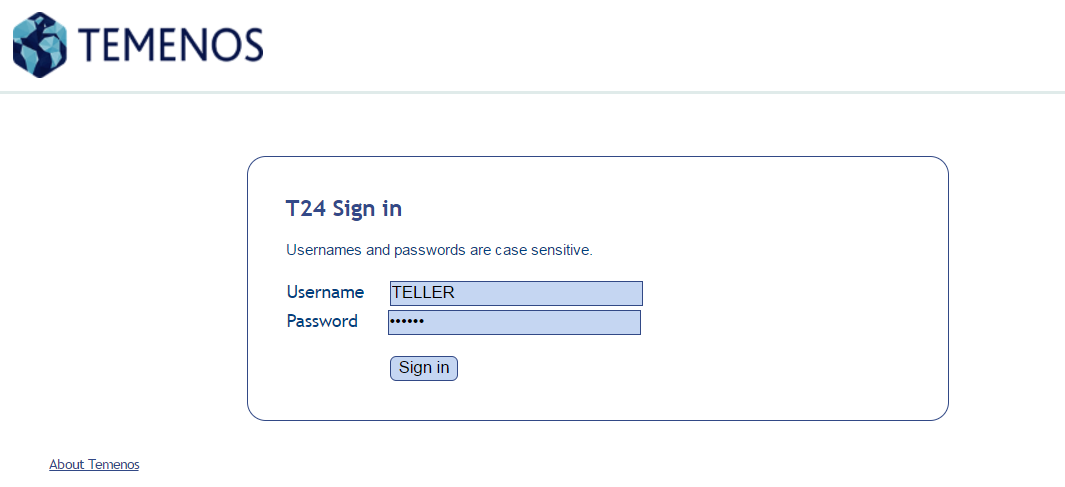 TEMENOS
T24 Sign in
Usernames and passwords are case sensitive.
Username TELLER
Password ••••••
Sign in
About Temenos